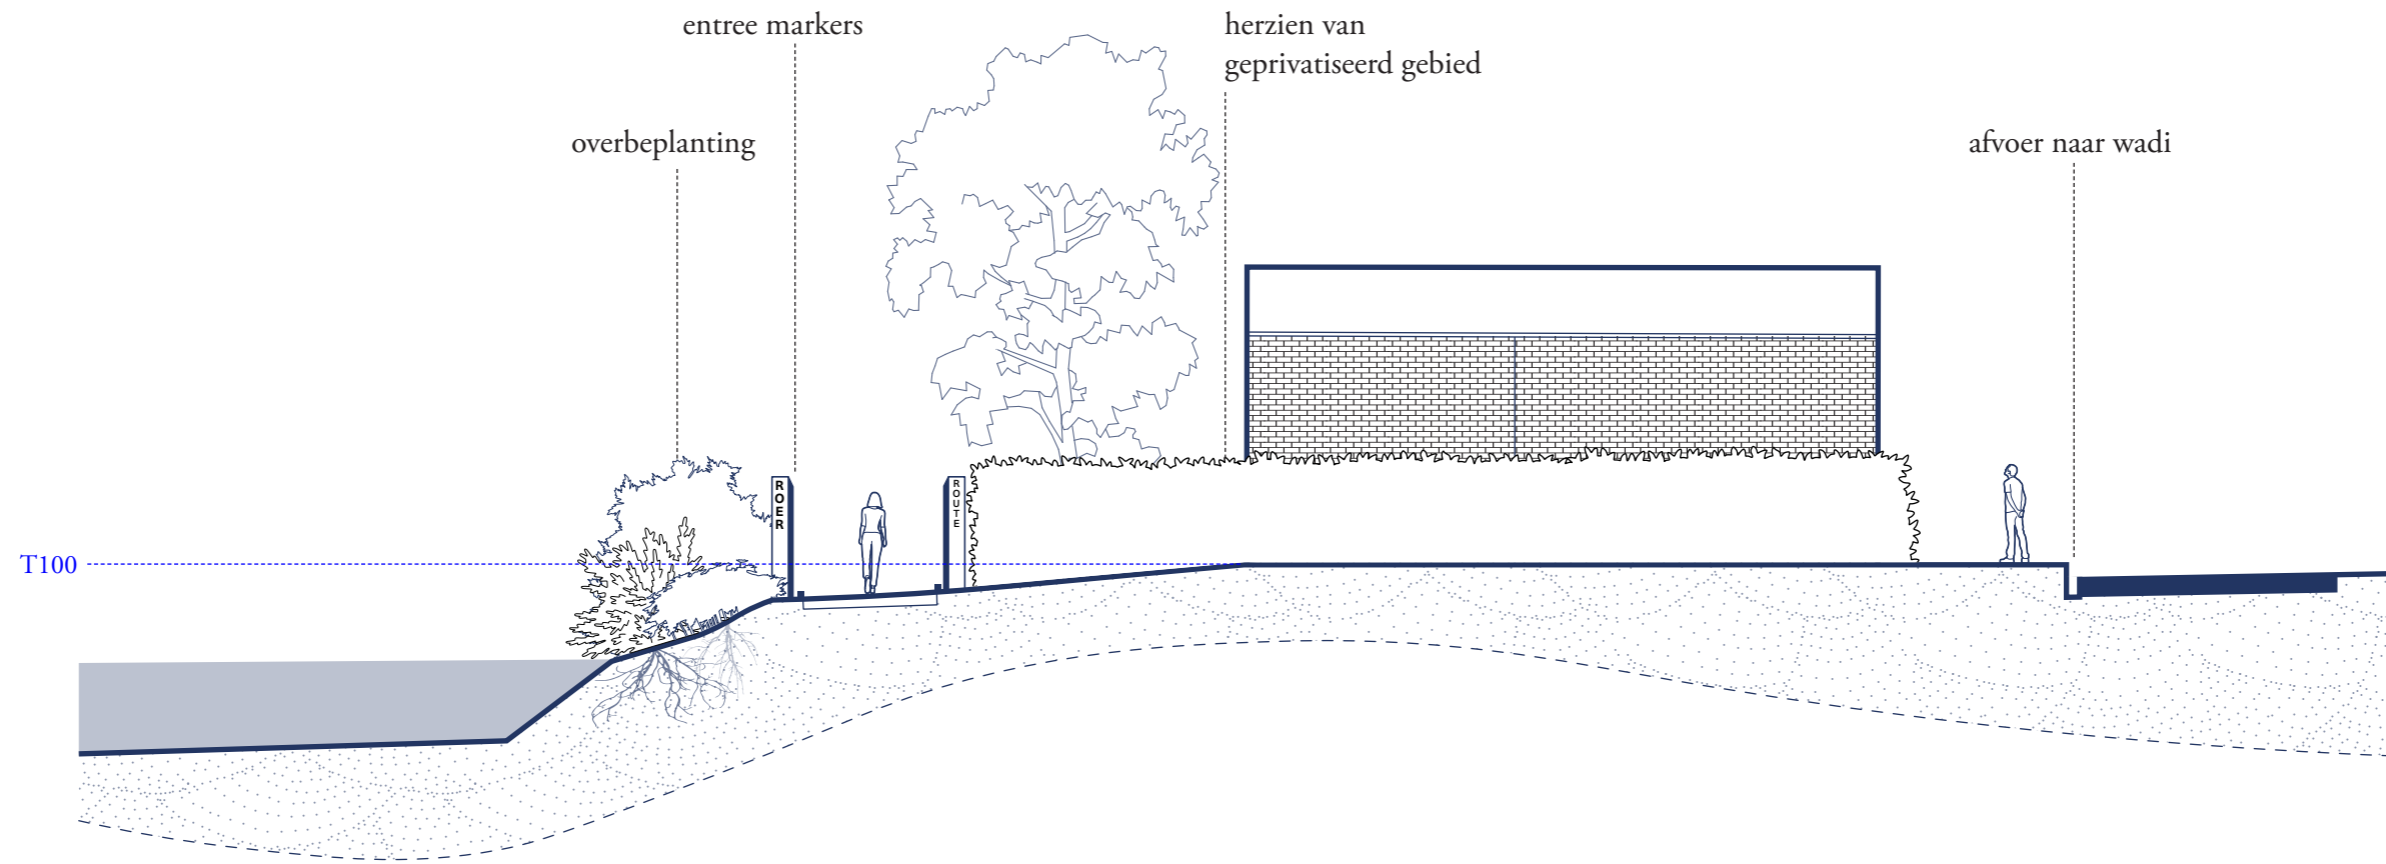 entree markers
herzien van
geprivatiseerd gebied
overbeplanting
afvoer naar wadi
ROER
ROUTE
T100